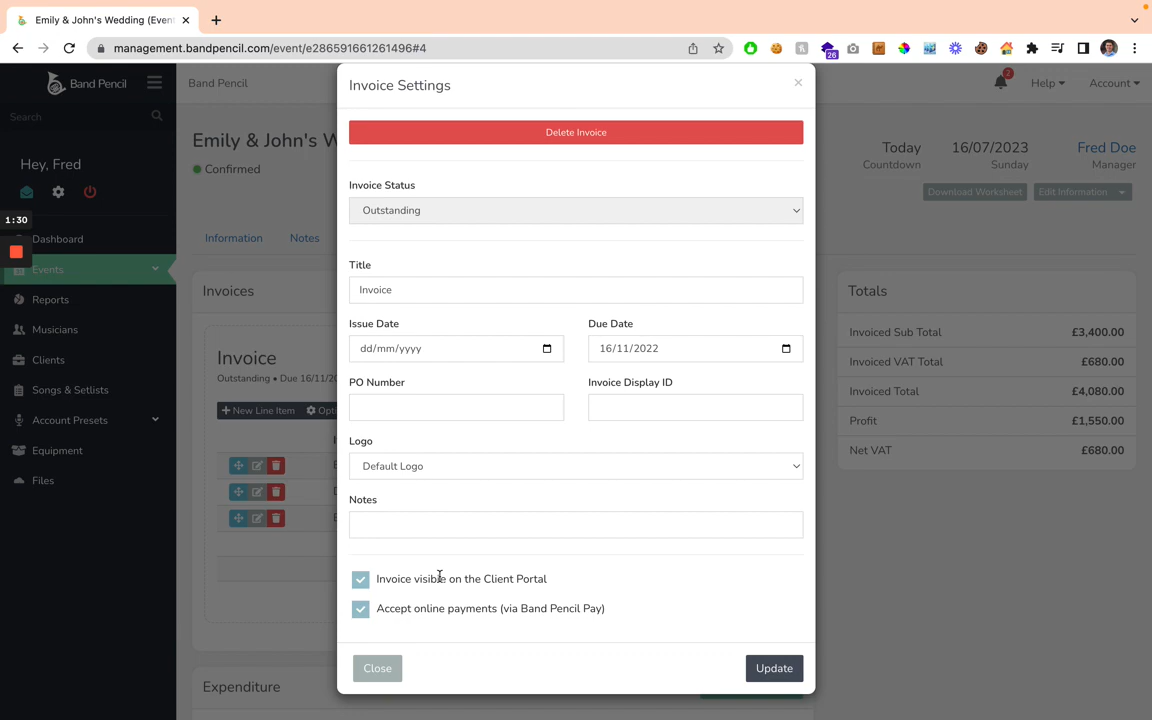 Emily & John's Wedding (Even
management.bandpencil.com/event/e286591661261496#4
26
Band Pencil
Search
Hey, Fred
1:30
Dashboard
Events
Reports
Musicians
Clients
Songs & Setlists
Account Presets
Equipment
Files
Band Pencil
2
Help
Account
Emily & John's W
Confirmed
Today
Countdown
16/07/2023
Sunday
Fred Doe
Manager
Download Worksheet
Edit Information
Information
Notes
Invoices
Invoice
Outstanding • Due 16/11/20
New Line Item
Opti
Expenditure
Totals
Invoiced Sub Total £3,400.00
Invoiced VAT Total £680.00
Invoiced Total £4,080.00
Profit £1,550.00
Net VAT £680.00
Invoice Settings
×
Delete Invoice
Invoice Status
Outstanding
Title
Invoice
Issue Date
dd/mm/yyyy
Due Date
16/11/2022
PO Number
Invoice Display ID
Logo
Default Logo
Notes
Invoice visible on the Client Portal
Accept online payments (via Band Pencil Pay)
Close
Update